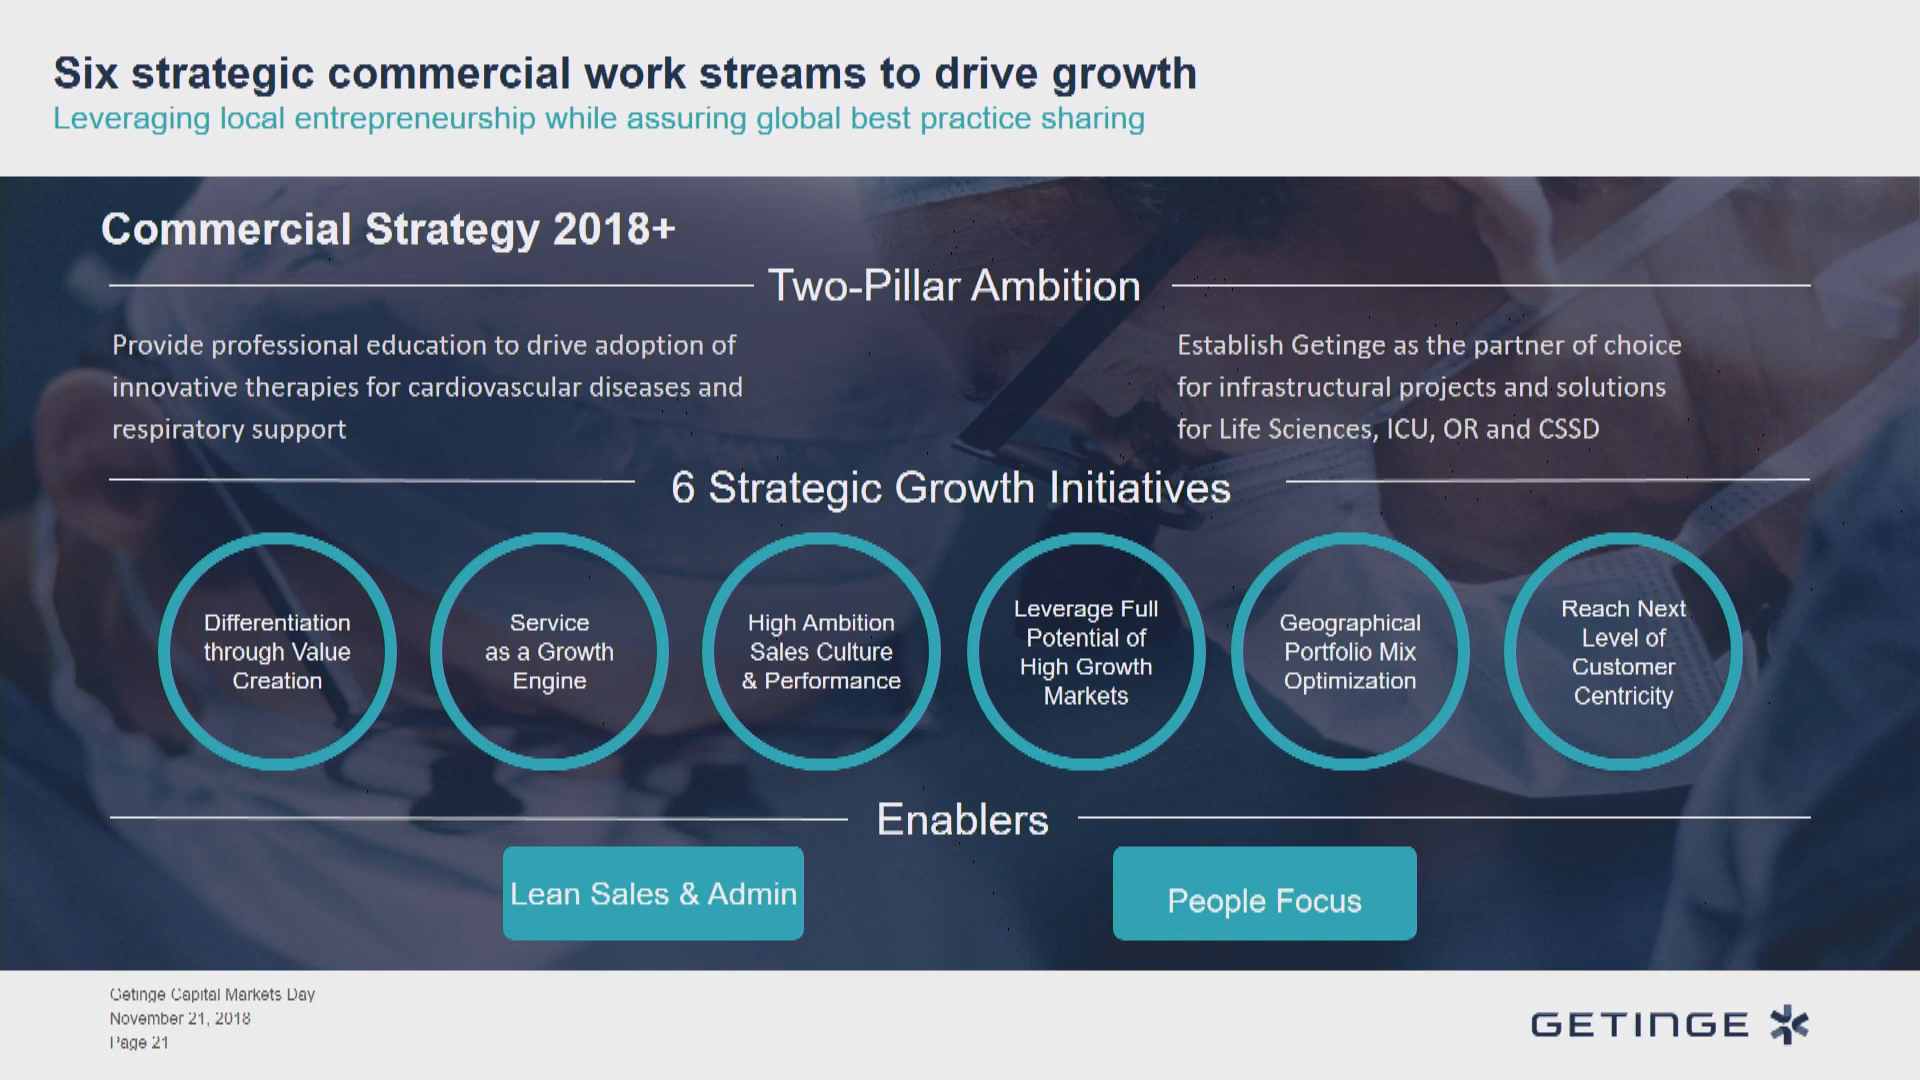 Six strategic commercial work streams to drive growth
Leveraging local entrepreneurship while assuring global best practice sharing
Commercial Strategy 2018+
Two-Pillar Ambition
Provide professional education to drive adoption of
innovative therapies for cardiovascular diseases and
respiratory support
Establish Getinge as the partner of choice
for infrastructural projects and solutions
for Life Sciences, ICU, OR and CSSD
6 Strategic Growth Initiatives
Differentiation
through Value
Creation
Service
as a Growth
Engine
High Ambition
Sales Culture
& Performance
Leverage Full
Potential of
High Growth
Markets
Geographical
Portfolio Mix
Optimization
Reach Next
Level of
Customer
Centricity
Enablers
Lean Sales & Admin
People Focus
Getinge Capital Markets Day
November 21, 2018
Page 21
GETINGE